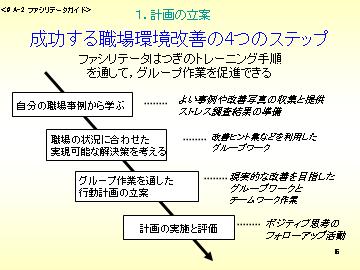 <# A-2 ファシリテータガイド>
1. 計画の立案
成功する職場環境改善の4つのステップ
ファシリテータはつぎのトレーニング手順
を通して，グループ作業を促進できる
自分の職場事例から学ぶ
よい事例や改善写真の収集と提供
ストレス調査結果の準備
職場の状況に合わせた
実現可能な解決策を考える
改善ヒント集などを利用した
グループワーク
グループ作業を通した
行動計画の立案
現実的な改善を目指した
グループワークと
チームワーク作業
計画の実施と評価
ポジティブ思考の
フォローアップ活動